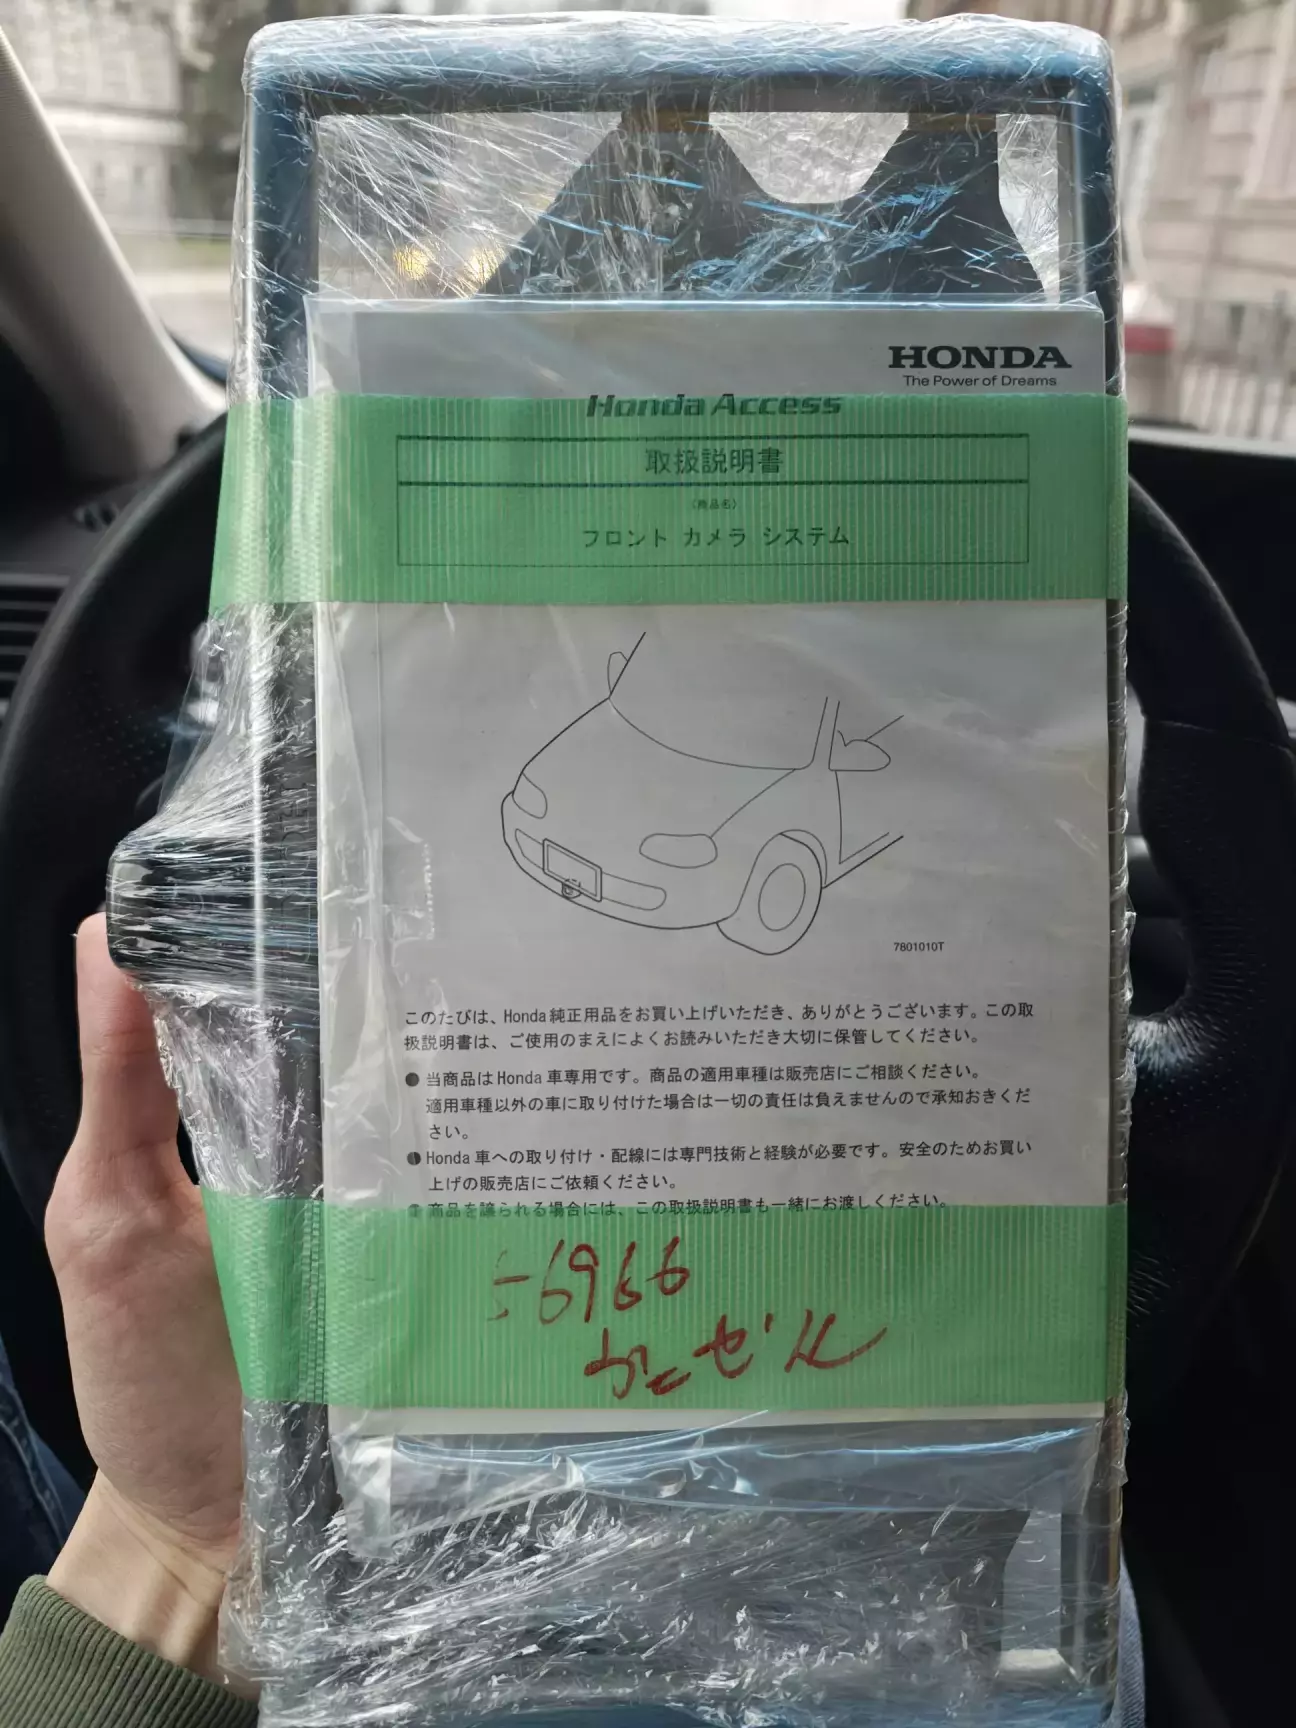 HONDA
The Power of Dreams
Honda Access
取扱説明書
(商品名)
フロント カメラ システム
7801010T
このたびは、Honda純正用品をお買い上げいただき、ありがとうございます。この取
扱説明書は、ご使用のまえによくお読みいただき大切に保管してください。
● 当商品はHonda車専用です。商品の適用車種は販売店にご相談ください。
適用車種以外の車に取り付けた場合は一切の責任は負えませんので承知おきくだ
さい。
● Honda車への取り付け・配線には専門技術と経験が必要です。安全のためお買い
上げの販売店にご依頼ください。
● 商品を譲られる場合には、この取扱説明書も一緒にお渡しください。
56966